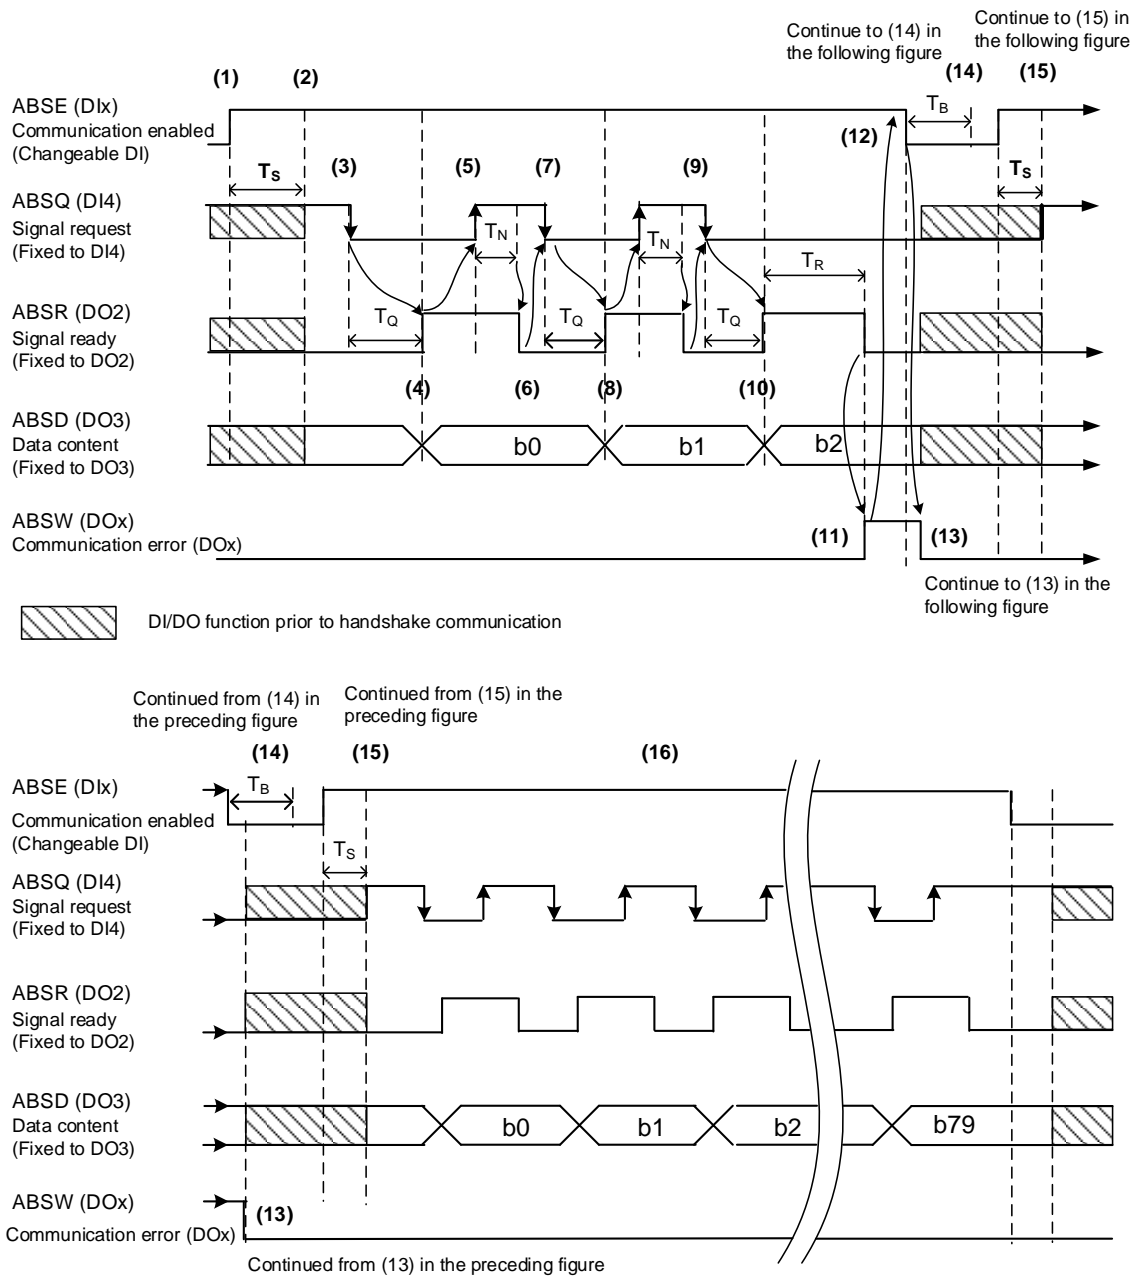 Continue to (14) in
the following figure
Continue to (15) in
the following figure
(1)
(2)
(14)
(15)
ABSE (DIx)
Communication enabled
(Changeable DI)
TB
(12)
TS
(3)
(5)
(7)
(9)
TS
ABSQ (DI4)
Signal request
(Fixed to DI4)
TN
TN
TR
ABSR (DO2)
Signal ready
(Fixed to DO2)
TQ
TQ
TQ
(4)
(6)
(8)
(10)
ABSD (DO3)
Data content
(Fixed to DO3)
b0
b1
b2
ABSW (DOx)
Communication error (DOx)
(11)
(13)
Continue to (13) in the
following figure
DI/DO function prior to handshake communication
Continued from (14) in
the preceding figure
Continued from (15) in the
preceding figure
(14)
(15)
(16)
ABSE (DIx)
Communication enabled
(Changeable DI)
TB
TS
ABSQ (DI4)
Signal request
(Fixed to DI4)
ABSR (DO2)
Signal ready
(Fixed to DO2)
ABSD (DO3)
Data content
(Fixed to DO3)
b0
b1
b2
b79
ABSW (DOx)
Communication error (DOx)
(13)
Continued from (13) in the preceding figure